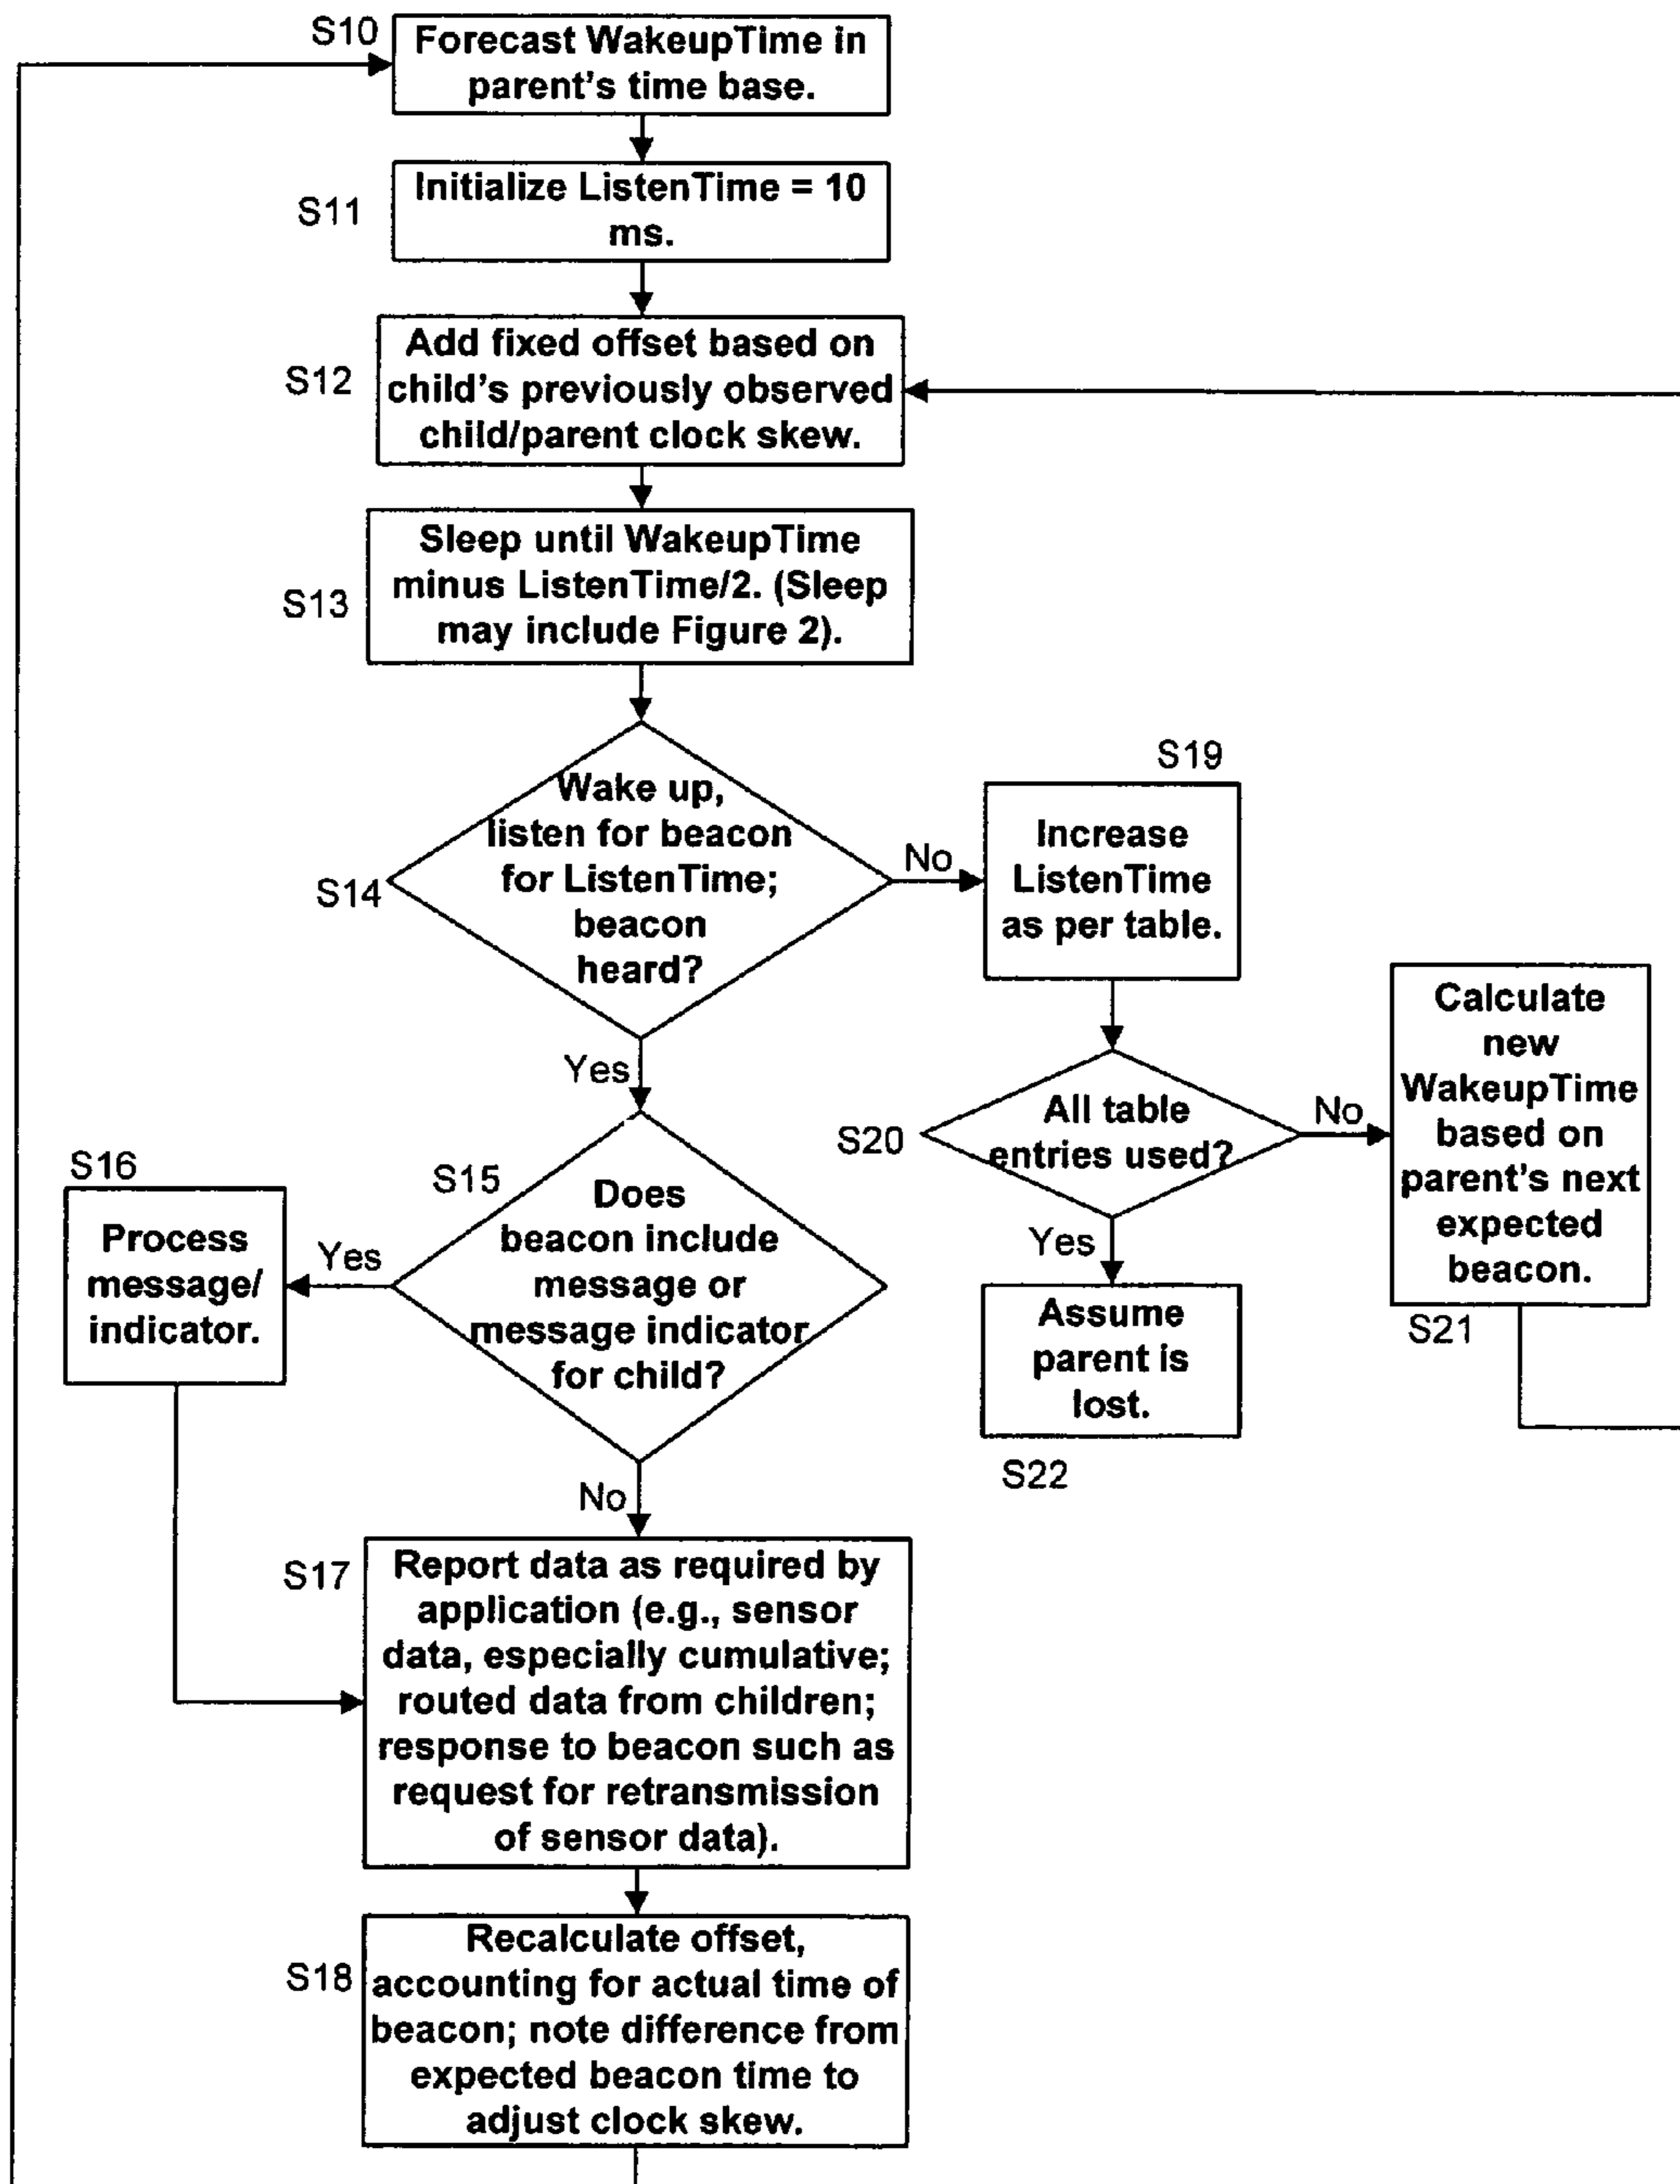 S10
Forecast WakeupTime in
parent's time base.
S11
Initialize ListenTime = 10
ms.
S12
Add fixed offset based on
child's previously observed
child/parent clock skew.
S13
Sleep until WakeupTime
minus ListenTime/2. (Sleep
may include Figure 2).
S14
Wake up,
listen for beacon
for ListenTime;
beacon
heard?
No
S19
Increase
ListenTime
as per table.
Yes
S20
All table
entries used?
No
Calculate
new
WakeupTime
based on
parent's next
expected
beacon.
S21
Yes
Assume
parent is
lost.
S22
S15
Does
beacon include
message or
message indicator
for child?
Yes
S16
Process
message/
indicator.
No
S17
Report data as required by
application (e.g., sensor
data, especially cumulative;
routed data from children;
response to beacon such as
request for retransmission
of sensor data).
S18
Recalculate offset,
accounting for actual time of
beacon; note difference from
expected beacon time to
adjust clock skew.